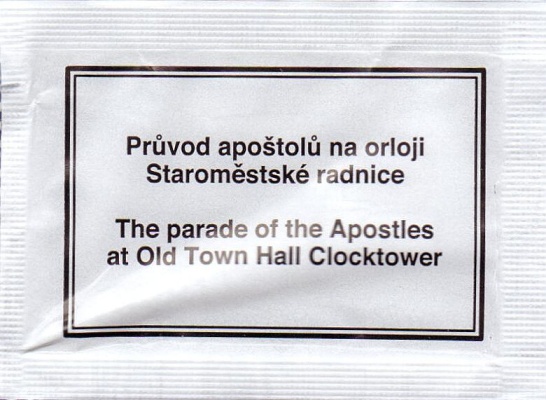 Průvod apoštolů na orloji
Staroměstské radnice
The parade of the Apostles
at Old Town Hall Clocktower